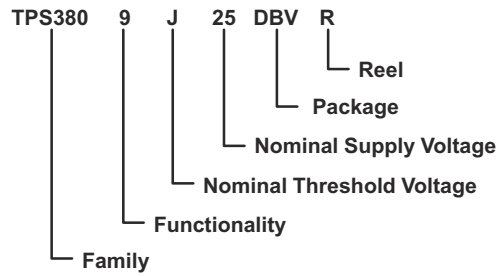 TPS380 9 J 25 DBV R
Reel
Package
Nominal Supply Voltage
Nominal Threshold Voltage
Functionality
Family